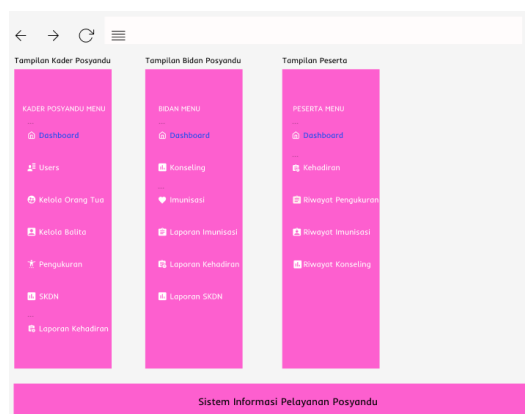 Tampilan Kader Posyandu
KADER POSYANDU MENU
Dashboard
Users
Kelola Orang Tua
Kelola Balita
Pengukuran
SKDN
Laporan Kehadiran
Tampilan Bidan Posyandu
BIDAN MENU
Dashboard
Konseling
Imunisasi
Laporan Imunisasi
Laporan Kehadiran
Laporan SKDN
Tampilan Peserta
PESERTA MENU
Dashboard
Kehadiran
Riwayat Pengukuran
Riwayat Imunisasi
Riwayat Konseling
Sistem Informasi Pelayanan Posyandu